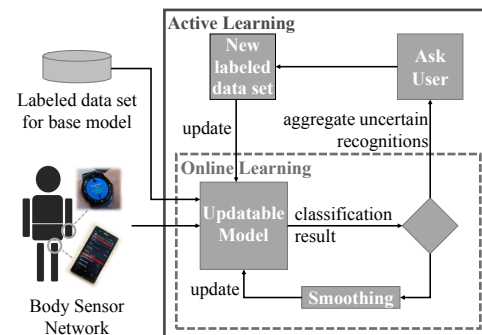 Active Learning
New
labeled
data set
Ask
User
Labeled data set
for base model
update
aggregate uncertain
recognitions
Online Learning
Updatable
Model
classification
result
Body Sensor
Network
update
Smoothing